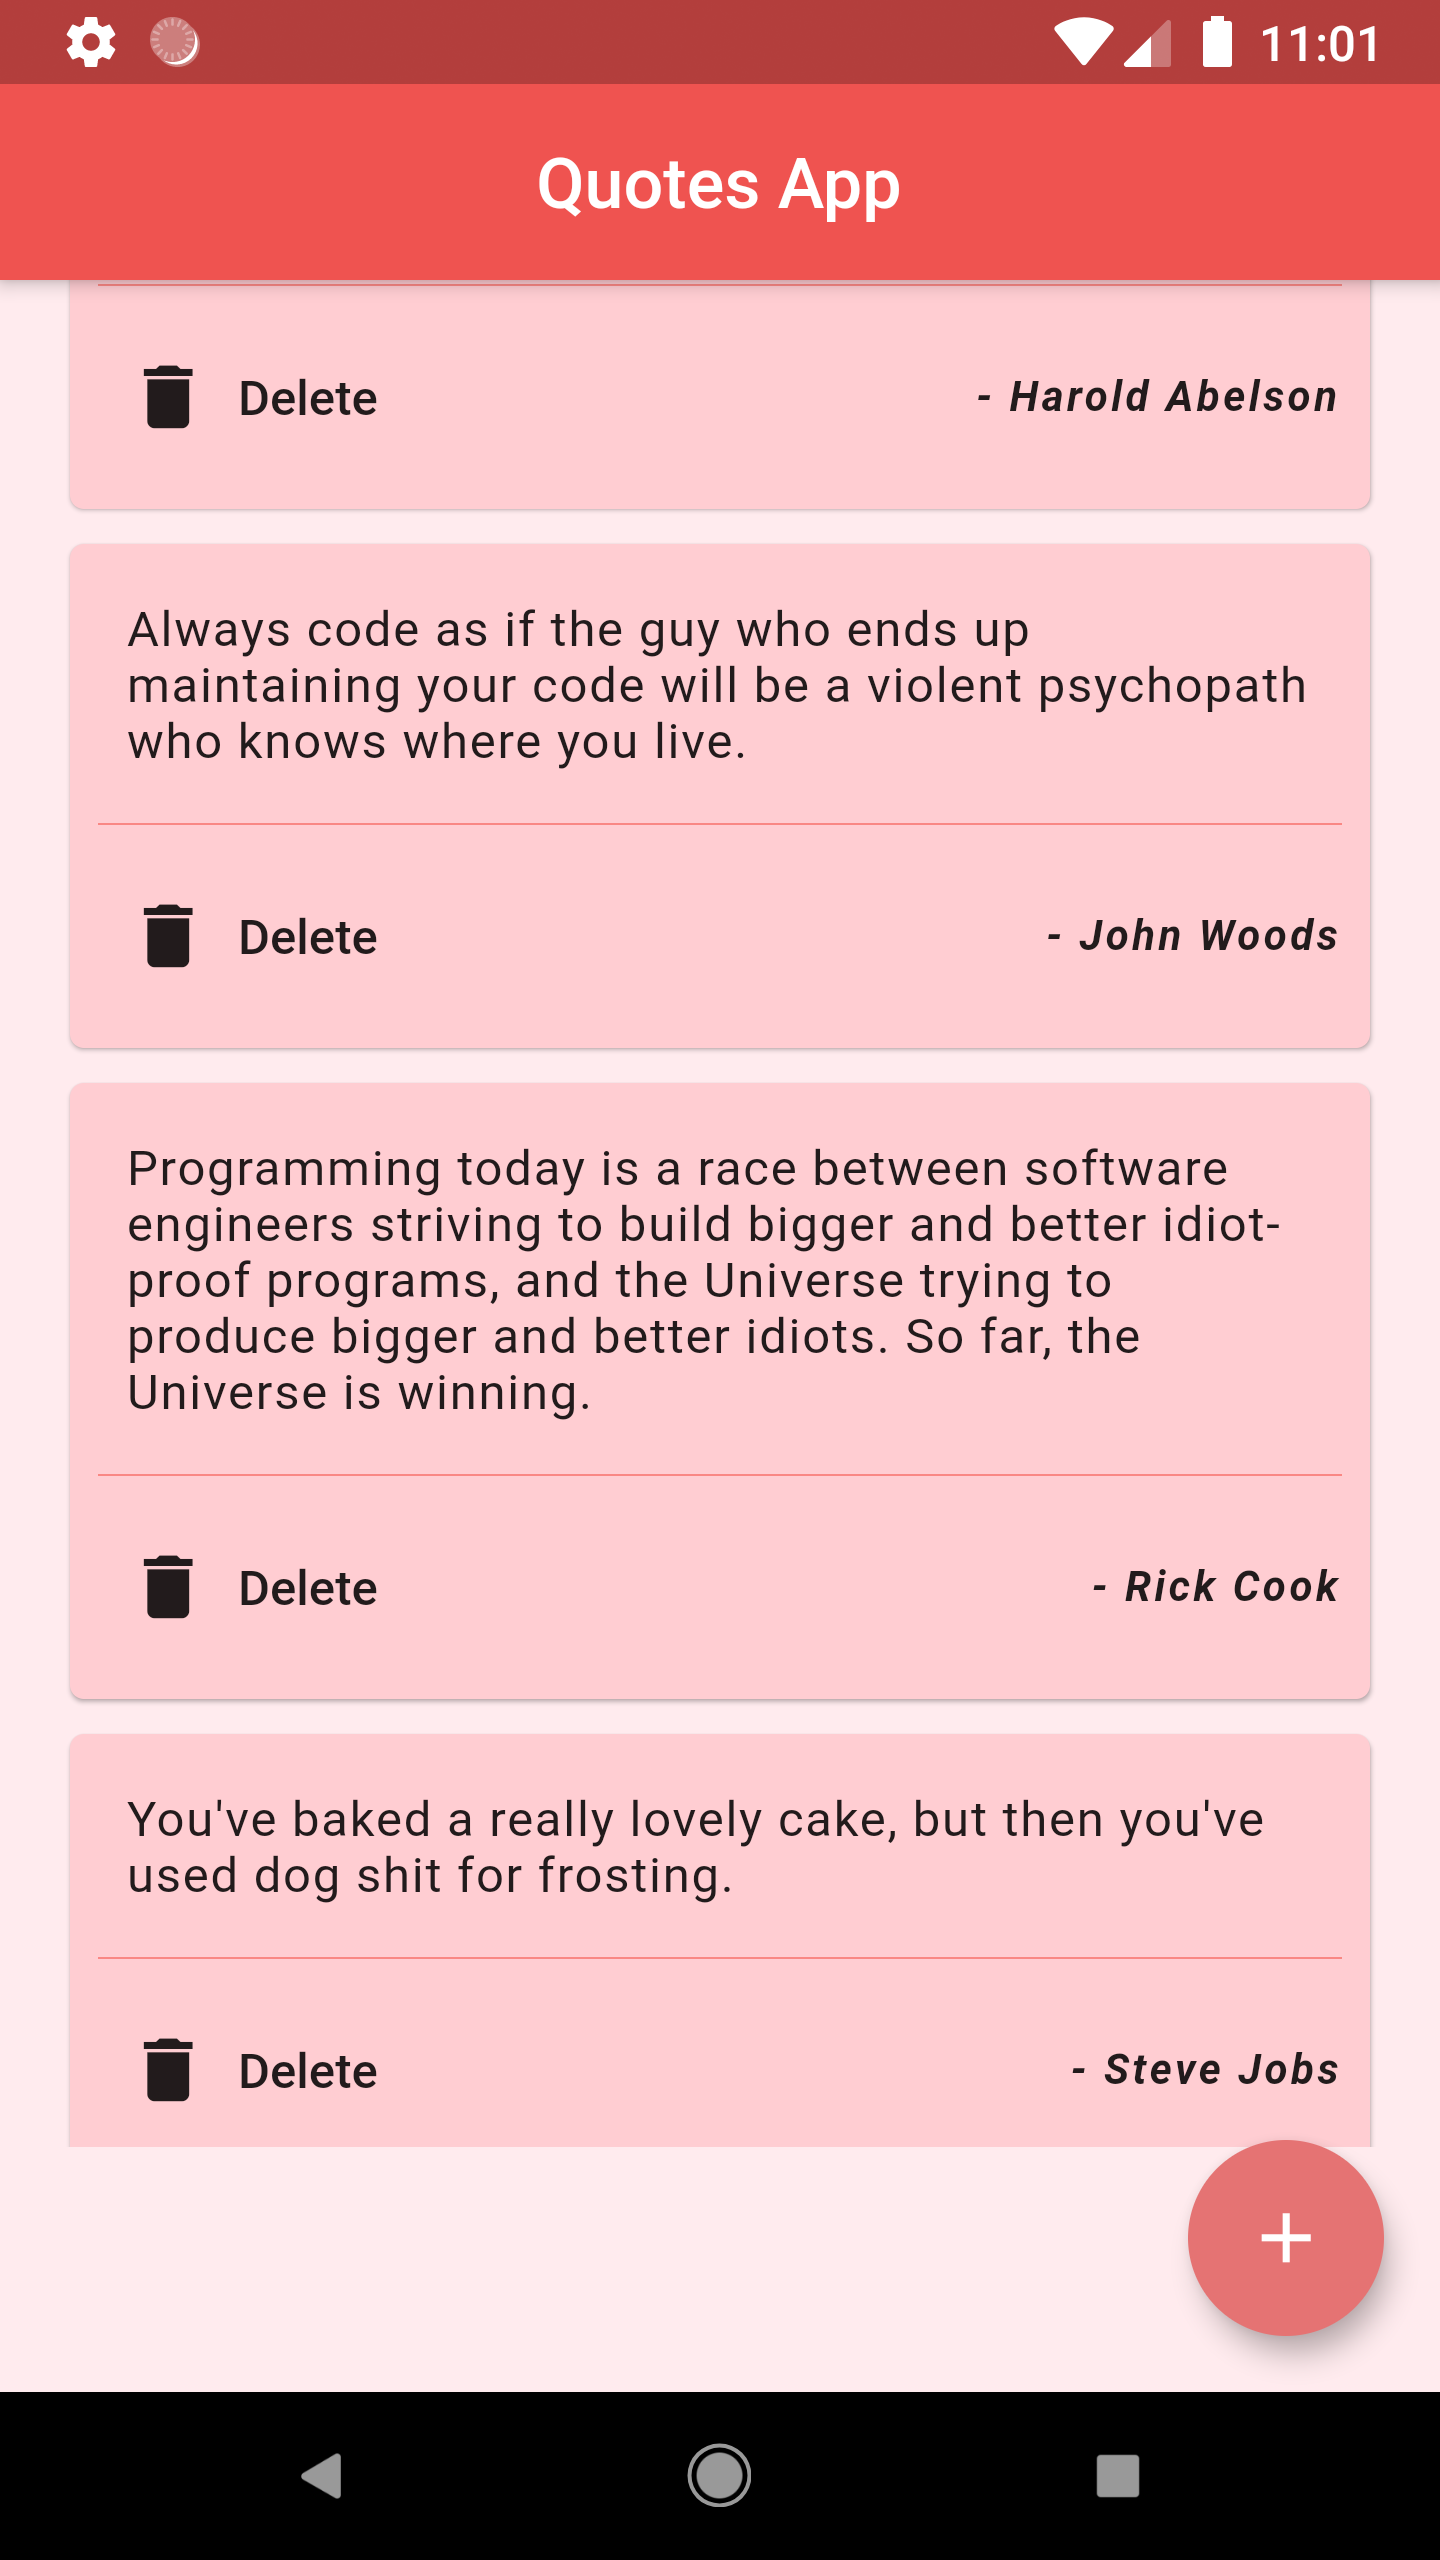 11:01
Quotes App
Delete
- Harold Abelson
Always code as if the guy who ends up
maintaining your code will be a violent psychopath
who knows where you live.
Delete
- John Woods
Programming today is a race between software
engineers striving to build bigger and better idiot-
proof programs, and the Universe trying to
produce bigger and better idiots. So far, the
Universe is winning.
Delete
- Rick Cook
You've baked a really lovely cake, but then you've
used dog shit for frosting.
Delete
- Steve Jobs